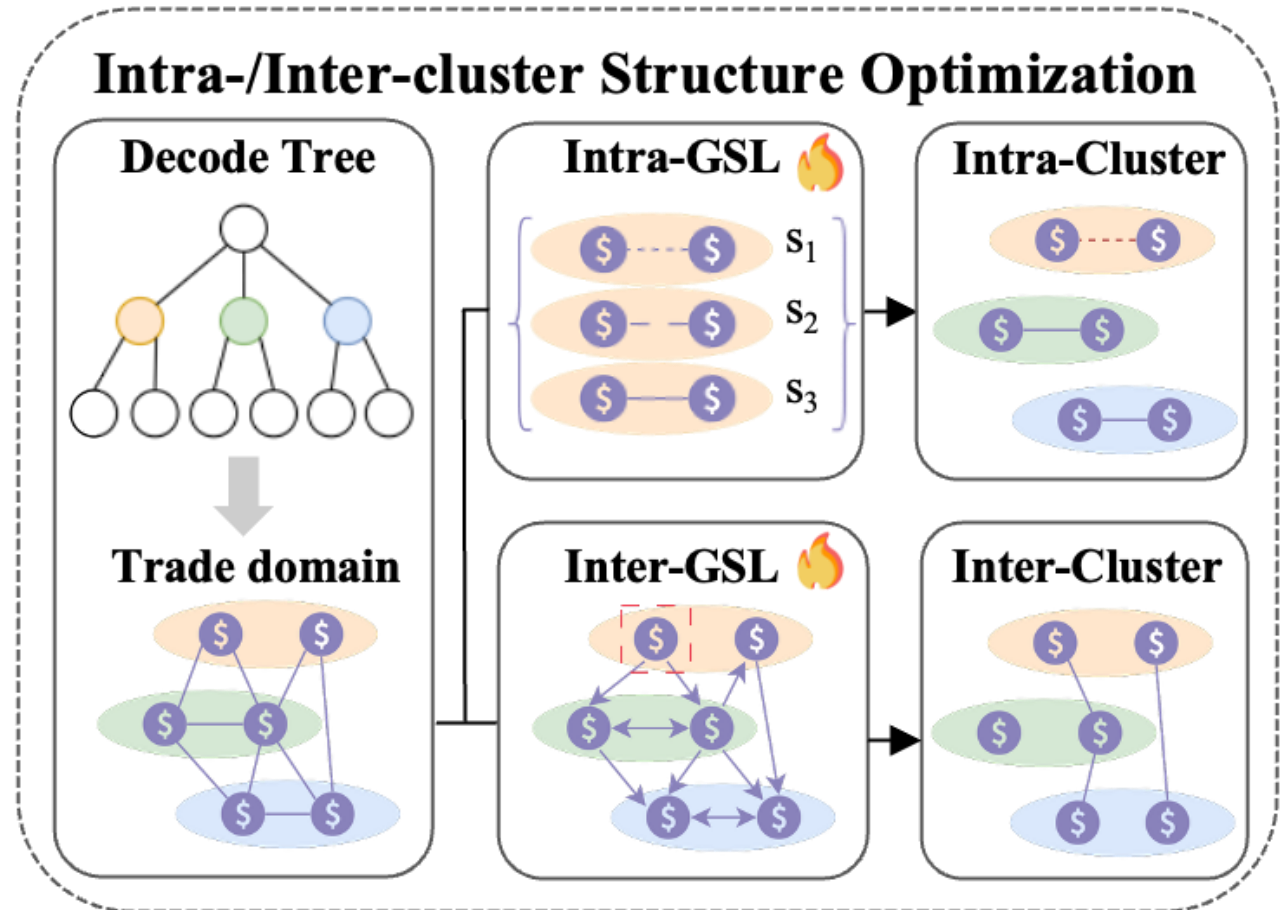 Intra-/Inter-cluster Structure Optimization
Decode Tree
Trade domain
$ $
$ $
$ $
Intra-GSL
$ $ s1
$ $ s2
$ $ s3
Inter-GSL
$ $
$ $
$ $
Intra-Cluster
$ $
$ $
$ $
Inter-Cluster
$ $
$ $
$ $